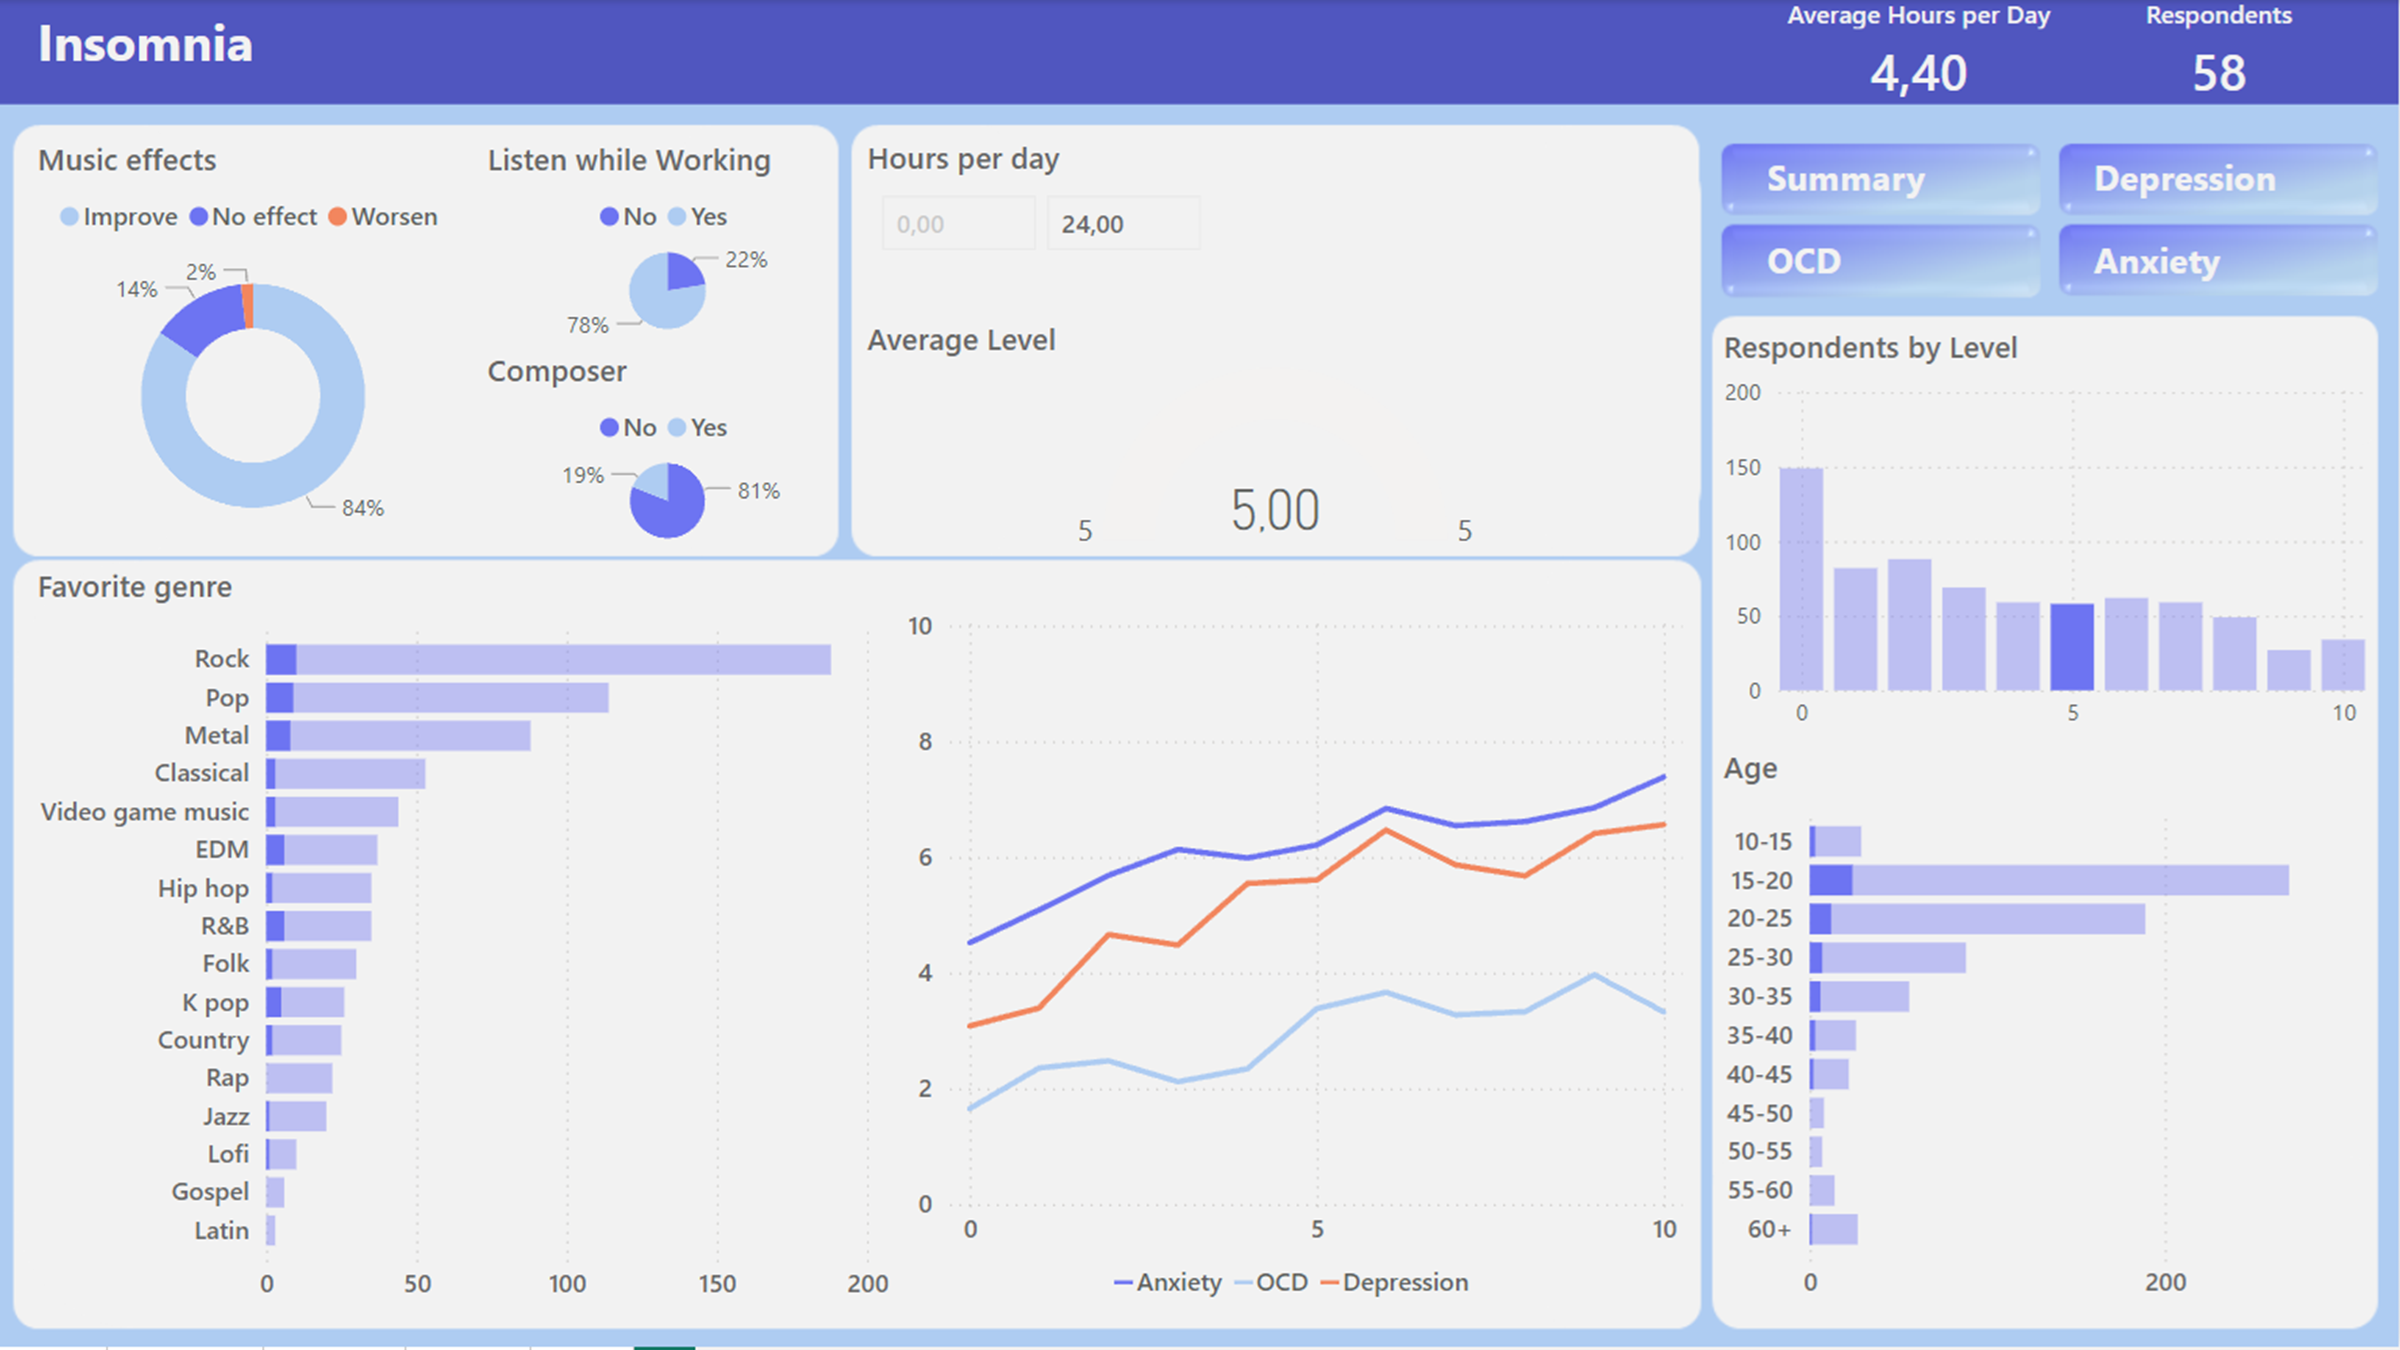 Insomnia
Average Hours per Day
4,40
Respondents
58
Music effects
Improve No effect Worsen
2%
14%
84%
Listen while Working
No Yes
22%
78%
Composer
No Yes
19%
81%
Hours per day
0,00 24,00
Average Level
5 5,00 5
Summary Depression
OCD Anxiety
Favorite genre
Rock
Pop
Metal
Classical
Video game music
EDM
Hip hop
R&B
Folk
K pop
Country
Rap
Jazz
Lofi
Gospel
Latin
0 50 100 150 200
10
8
6
4
2
0
0 5 10
Anxiety OCD Depression
Respondents by Level
200
150
100
50
0
0 5 10
Age
10-15
15-20
20-25
25-30
30-35
35-40
40-45
45-50
50-55
55-60
60+
0 200